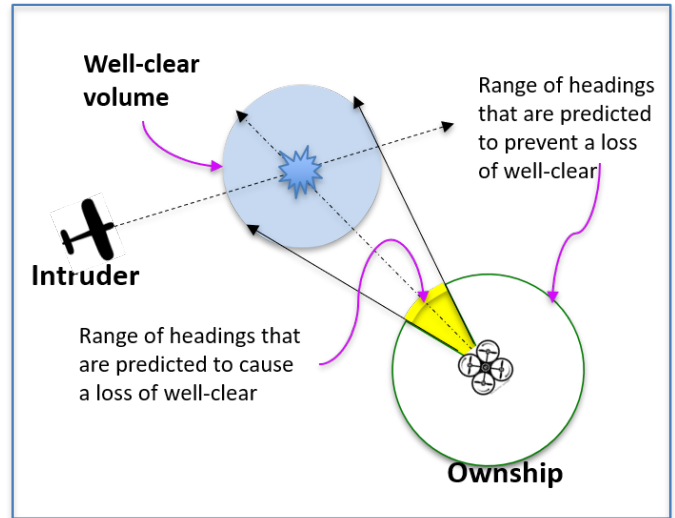 Well-clear
volume
Range of headings
that are predicted
to prevent a loss
of well-clear
Intruder
Range of headings that
are predicted to cause
a loss of well-clear
Ownship